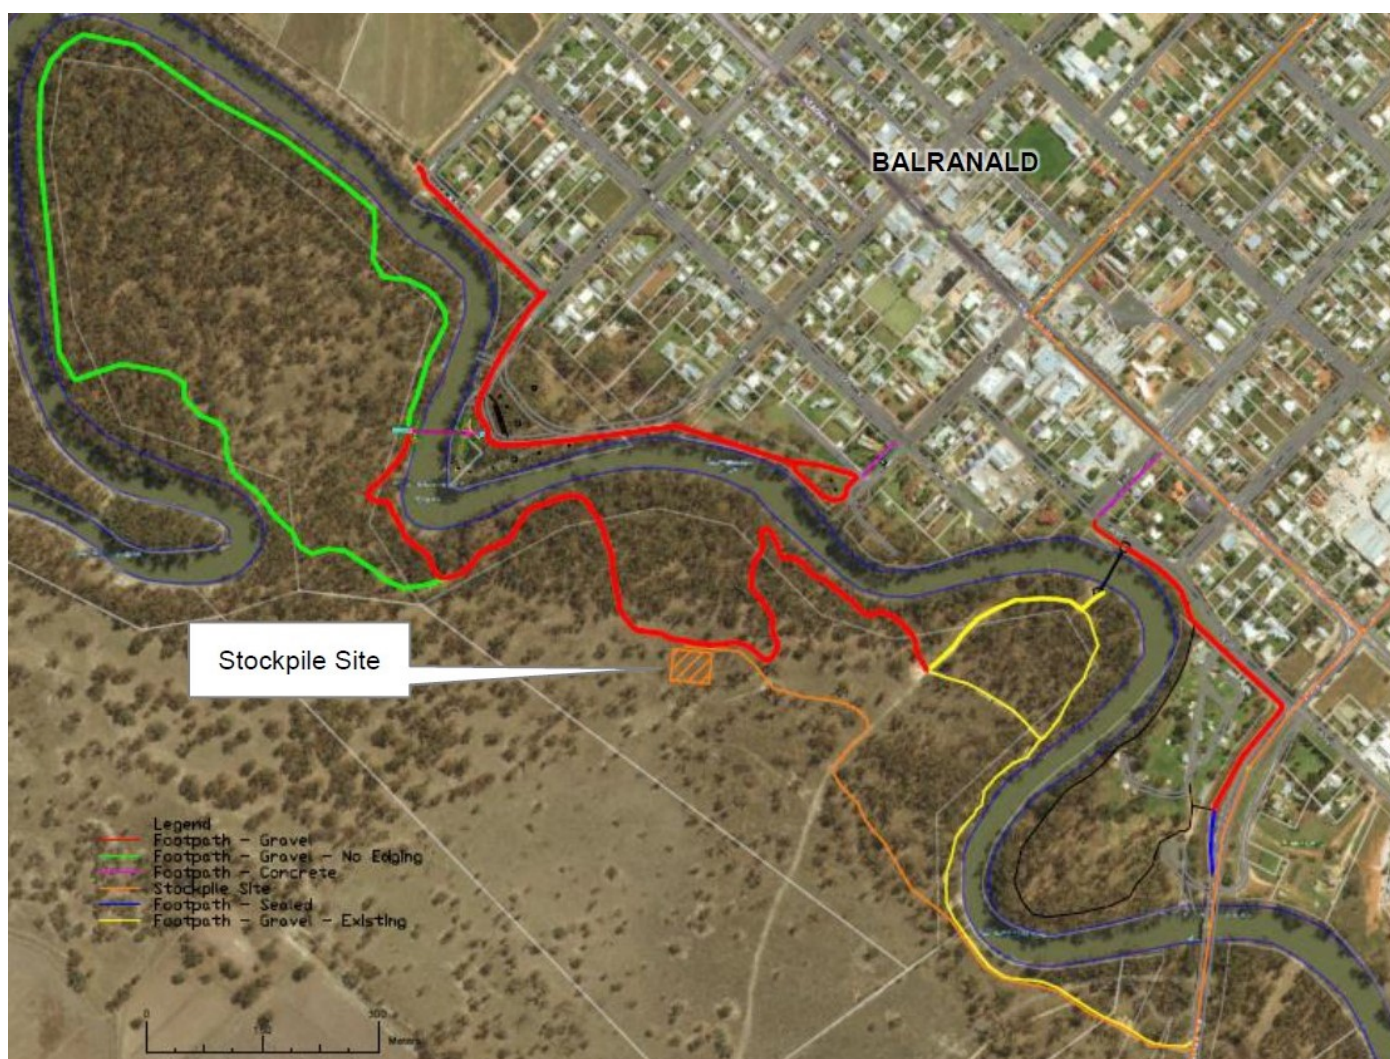 BALRANALD
Stockpile Site
Legend
Footpath - Gravel
Footpath - Gravel - No Edging
Footpath - Concrete
Stockpile Site
Footpath - Sealed
Footpath - Gravel - Existing
0 150 300
Meters